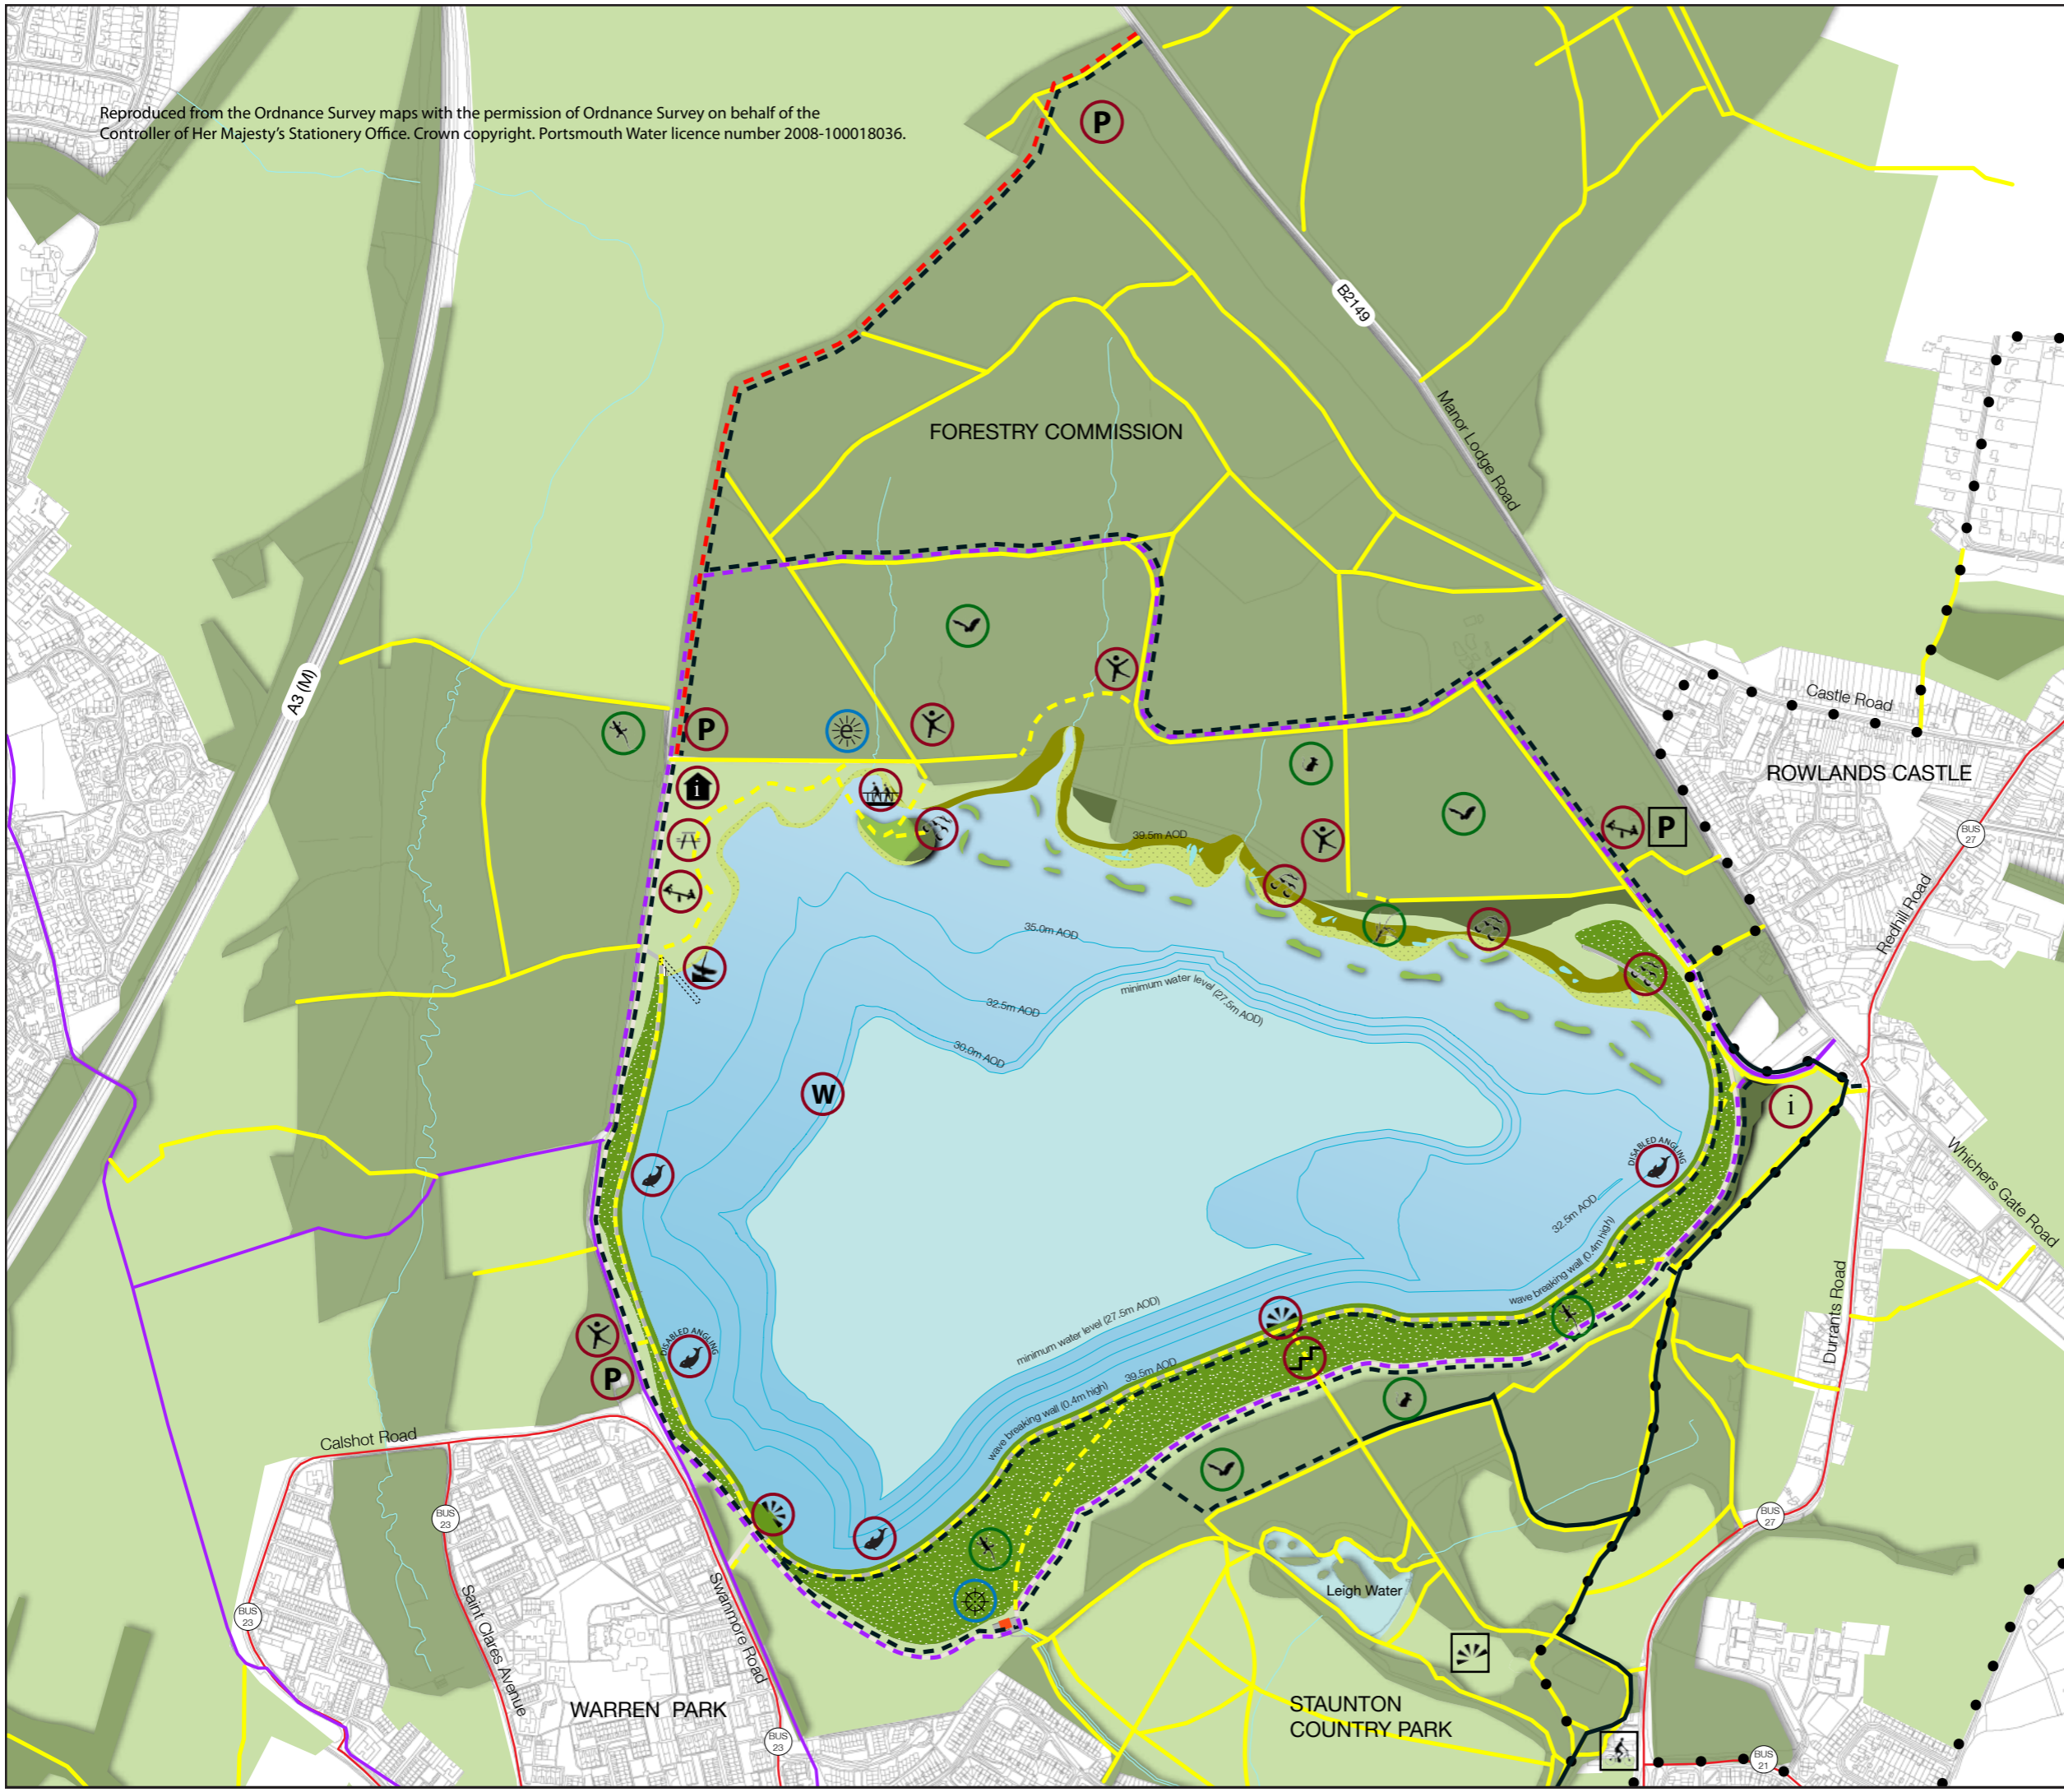 Reproduced from the Ordnance Survey maps with the permission of Ordnance Survey on behalf of the
Controller of Her Majesty's Stationery Office. Crown copyright. Portsmouth Water licence number 2008-100018036.
P
B2149
Manor Lodge Road
FORESTRY COMMISSION
A3 (M)
Castle Road
ROWLANDS CASTLE
P
e
i
P
BUS
27
39.5m AOD
Redhill Road
35.0m AOD
32.5m AOD
minimum water level (27.5m AOD)
30.0m AOD
W
i
DISABLED ANGLING
Whichers Gate Road
32.5m AOD
wave breaking wall (0.4m high)
Durrants Road
minimum water level (27.5m AOD)
DISABLED ANGLING
P
39.5m AOD
wave breaking wall (0.4m high)
Calshot Road
BUS
23
BUS
27
Swanmore Road
Saint Clares Avenue
Leigh Water
BUS
23
WARREN PARK
STAUNTON
COUNTRY PARK
BUS
23
BUS
21